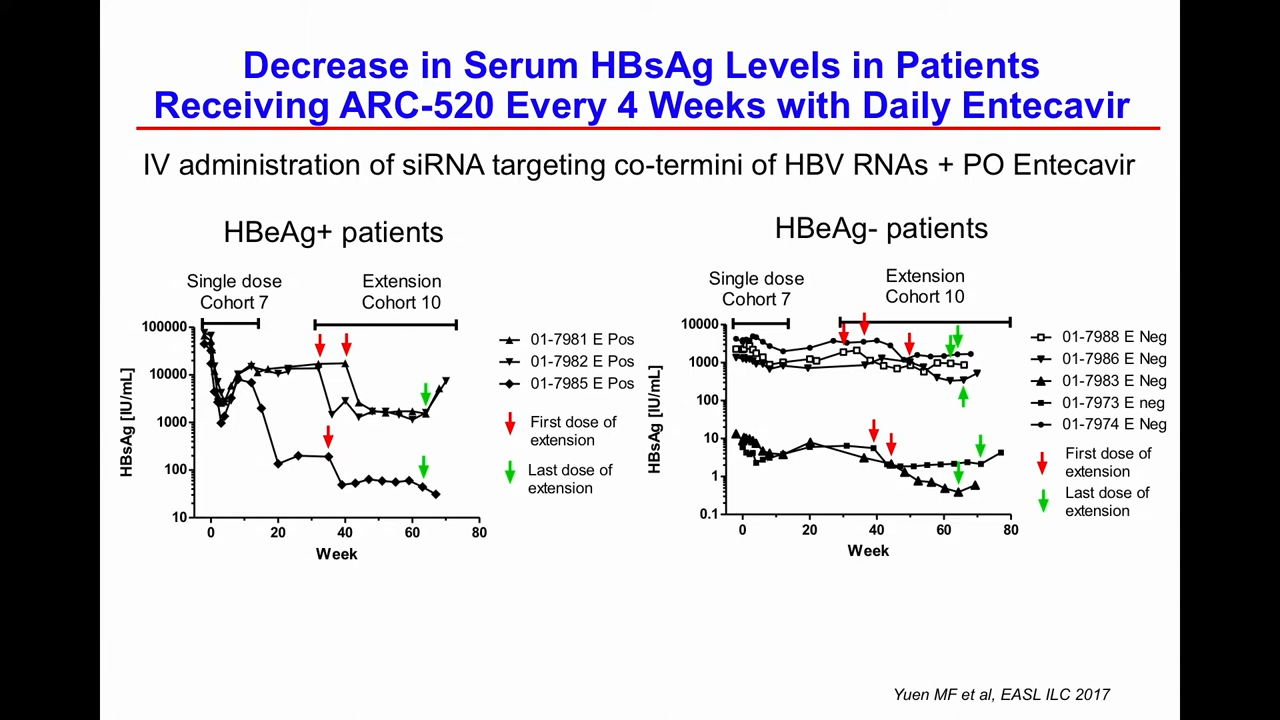 Decrease in Serum HBsAg Levels in Patients
Receiving ARC-520 Every 4 Weeks with Daily Entecavir
IV administration of siRNA targeting co-termini of HBV RNAs + PO Entecavir
HBeAg+ patients
Single dose
Cohort 7
Extension
Cohort 10
HBsAg [IU/mL]
100000
10000
1000
100
10
0
20
40
60
80
Week
01-7981 E Pos
01-7982 E Pos
01-7985 E Pos
First dose of
extension
Last dose of
extension
HBeAg- patients
Single dose
Cohort 7
Extension
Cohort 10
HBsAg [IU/mL]
10000
1000
100
10
1
0.1
0
20
40
60
80
Week
01-7988 E Neg
01-7986 E Neg
01-7983 E Neg
01-7973 E neg
01-7974 E Neg
First dose of
extension
Last dose of
extension
Yuen MF et al, EASL ILC 2017